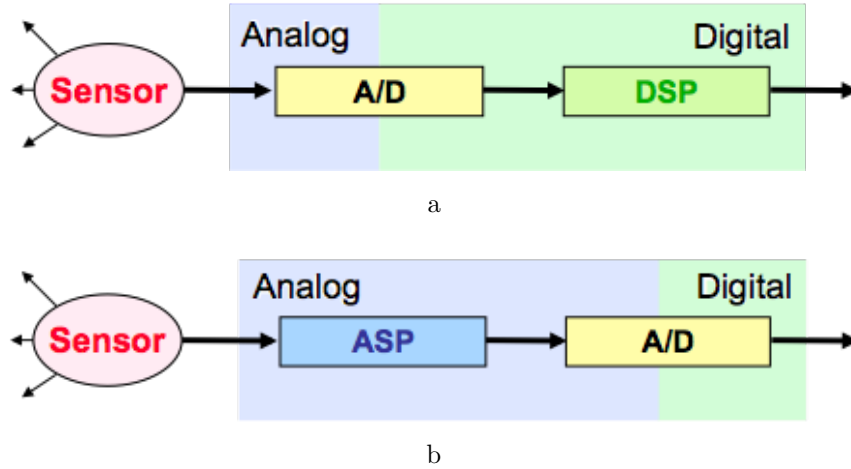 Analog
Digital
Sensor
A/D
DSP
a
Analog
Digital
Sensor
ASP
A/D
b